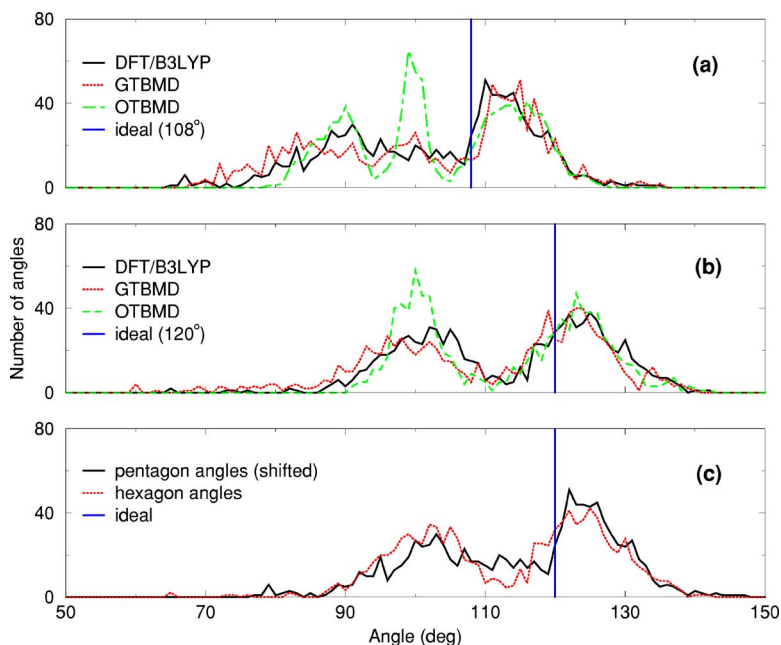 80
(a)
DFT/B3LYP
GTBMD
OTBMD
ideal (108°)
40
0
80
(b)
DFT/B3LYP
GTBMD
OTBMD
ideal (120°)
40
0
Number of angles
80
(c)
pentagon angles (shifted)
hexagon angles
ideal
40
0
50 70 90 110 130 150
Angle (deg)